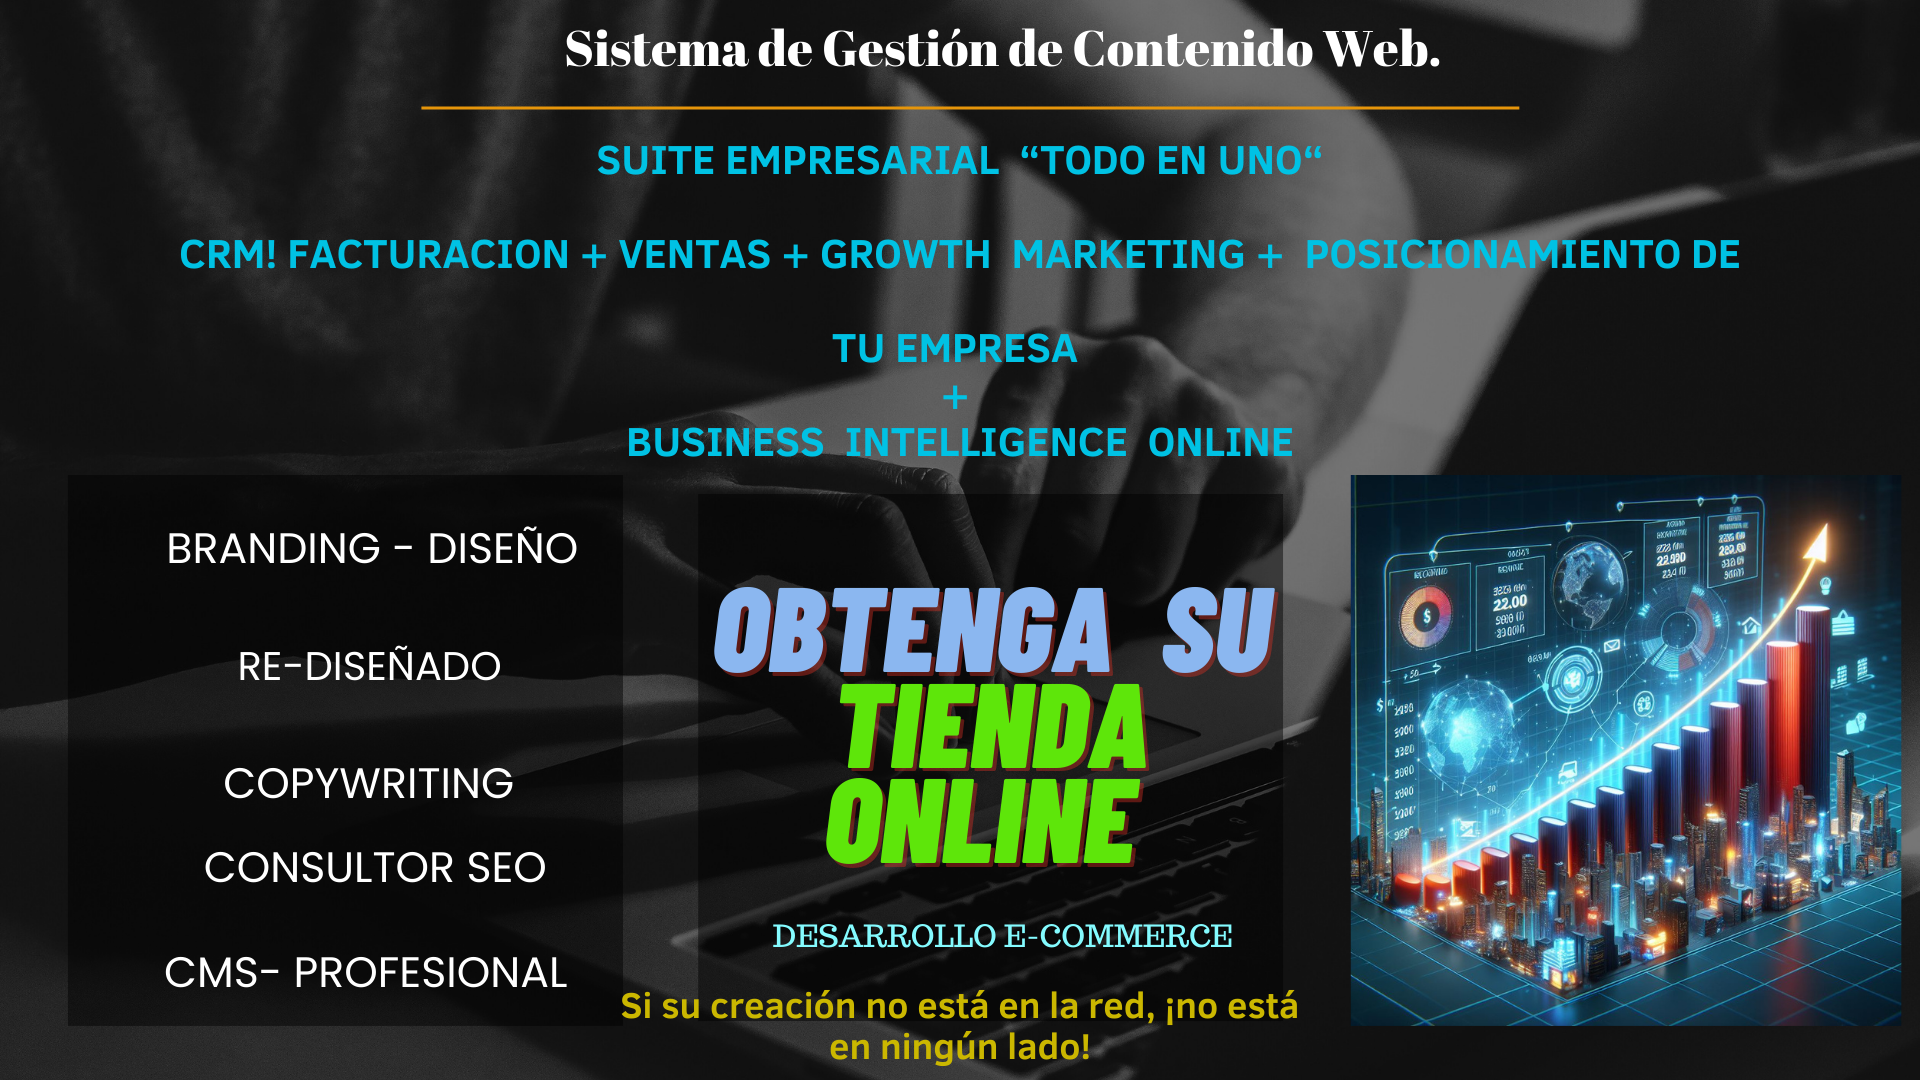 Sistema de Gestión de Contenido Web.
SUITE EMPRESARIAL “TODO EN UNO“
CRM! FACTURACION + VENTAS + GROWTH MARKETING + POSICIONAMIENTO DE
TU EMPRESA
+
BUSINESS INTELLIGENCE ONLINE
BRANDING - DISEÑO
RE-DISEÑADO
COPYWRITING
CONSULTOR SEO
CMS- PROFESIONAL
OBTENGA SU
TIENDA
ONLINE
DESARROLLO E-COMMERCE
Si su creación no está en la red, ¡no está
en ningún lado!
22.00